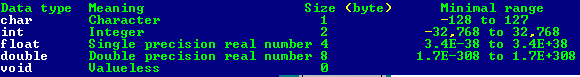 Data type Meaning Size (byte) Minimal range
char Character 1 -128 to 127
int Integer 2 -32,768 to 32,768
float Single precision real number 4 3.4E-38 to 3.4E+38
double Double precision real number 8 1.7E-308 to 1.7E+308
void Valueless 0